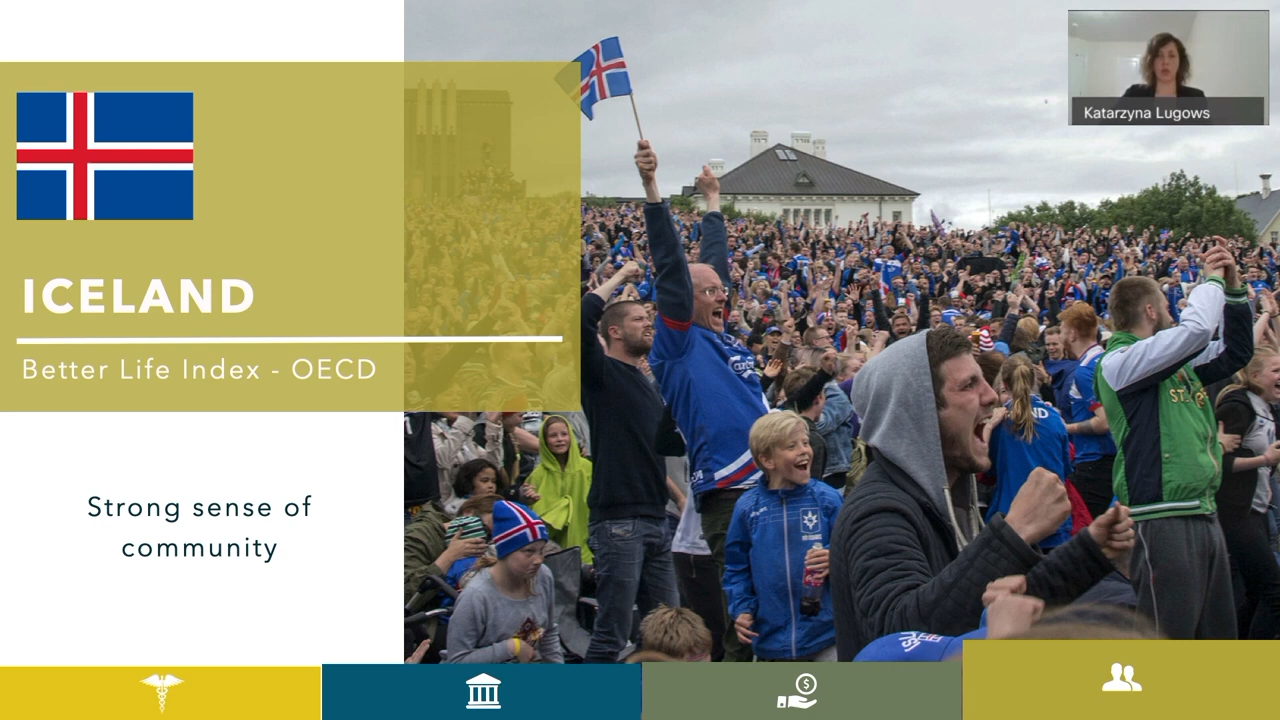 ICELAND
Better Life Index - OECD
Strong sense of
community
Katarzyna Lugows